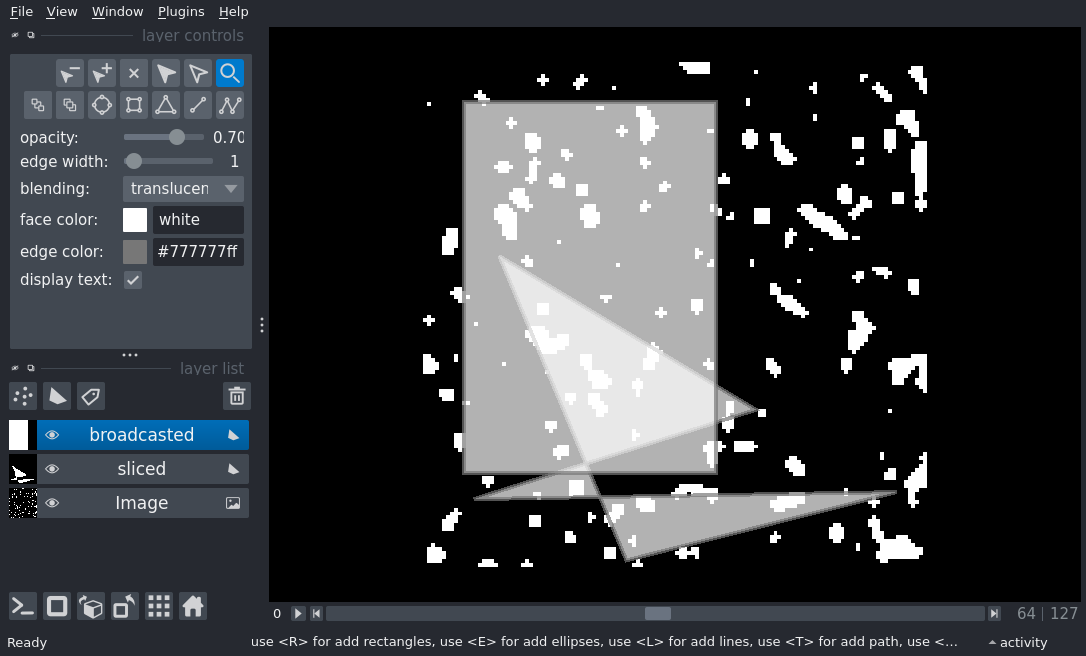 File View Window Plugins Help
layer controls
opacity: 0.70
edge width: 1
blending: translucen
face color: white
edge color: #777777ff
display text:
layer list
broadcasted
sliced
Image
0 64 127
Ready use <R> for add rectangles, use <E> for add ellipses, use <L> for add lines, use <T> for add path, use <… activity